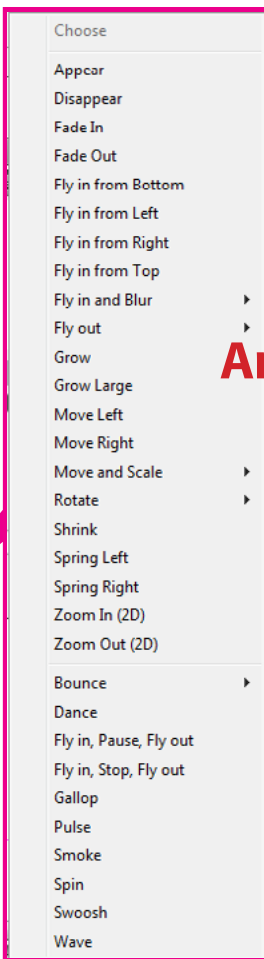 Choose
Appear
Disappear
Fade In
Fade Out
Fly in from Bottom
Fly in from Left
Fly in from Right
Fly in from Top
Fly in and Blur
Fly out
Grow
Grow Large
Move Left
Move Right
Move and Scale
Rotate
Shrink
Spring Left
Spring Right
Zoom In (2D)
Zoom Out (2D)
Bounce
Dance
Fly in, Pause, Fly out
Fly in, Stop, Fly out
Gallop
Pulse
Smoke
Spin
Swoosh
Wave